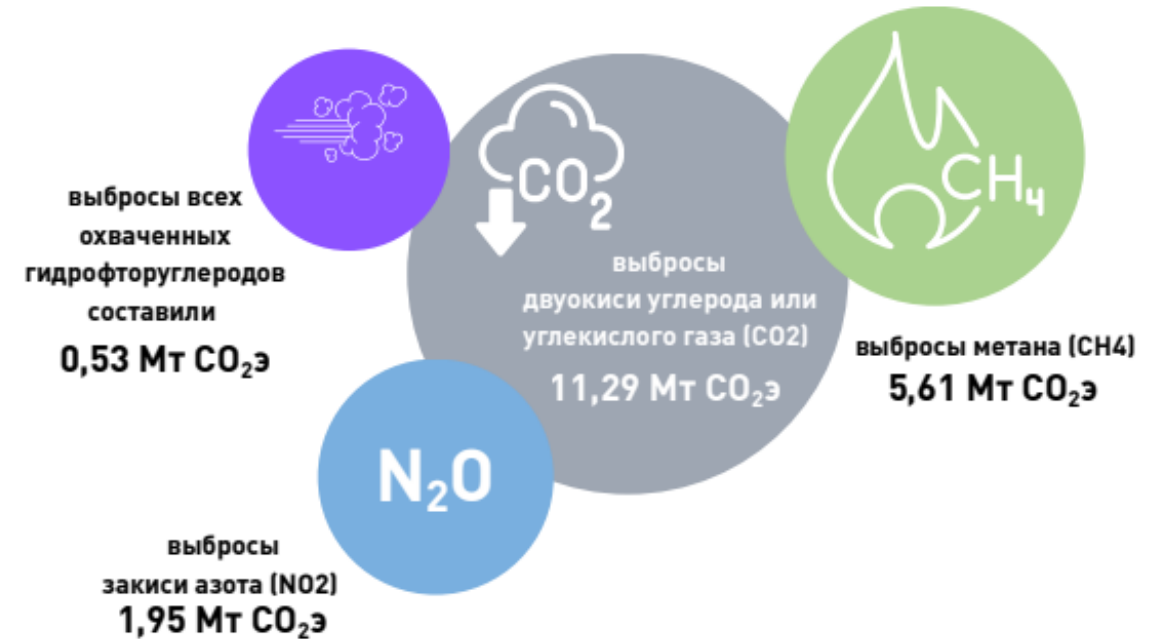 выбросы всех
охваченных
гидрофторуглеродов
составили
0,53 Мт CO₂э
CO₂
выбросы
двуокиси углерода или
углекислого газа (CO2)
11,29 Мт CO₂э
CH₄
выбросы метана (CH4)
5,61 Мт CO₂э
N₂O
выбросы
закиси азота (NO2)
1,95 Мт CO₂э